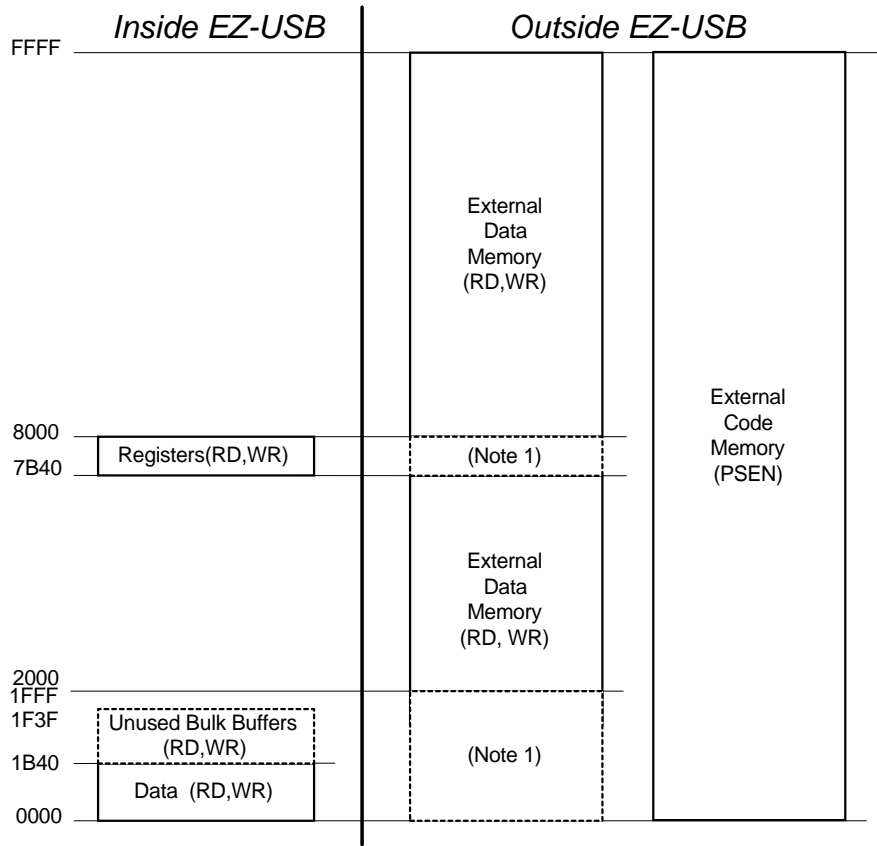 Inside EZ-USB
Outside EZ-USB
FFFF
External
Data
Memory
(RD,WR)
External
Code
Memory
(PSEN)
8000
Registers(RD,WR)
(Note 1)
7B40
External
Data
Memory
(RD, WR)
2000
1FFF
1F3F
Unused Bulk Buffers
(RD,WR)
(Note 1)
1B40
Data (RD,WR)
0000